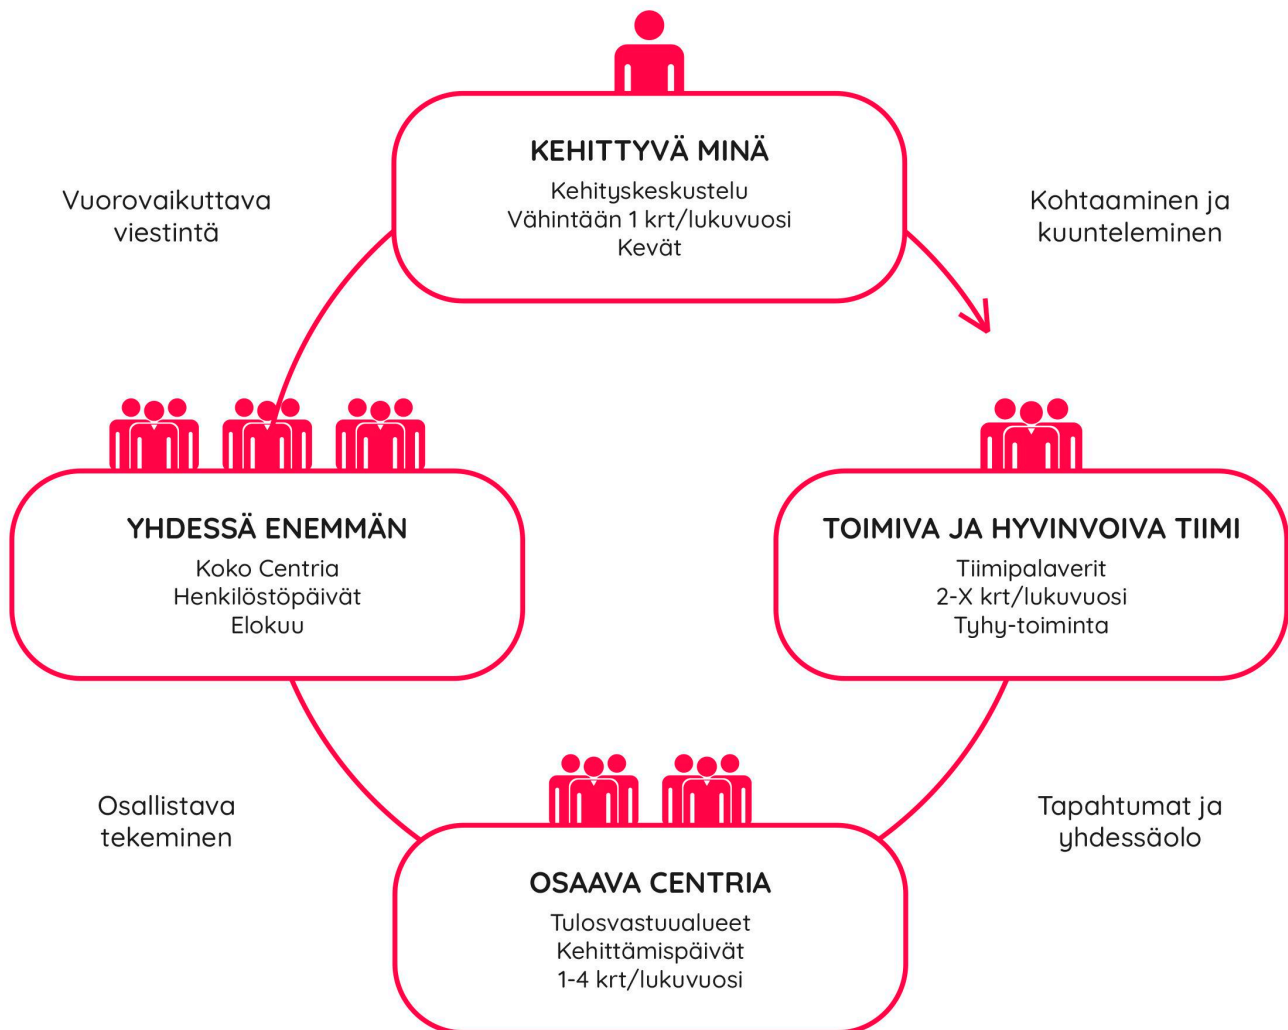 KEHITTYVÄ MINÄ
Kehityskeskustelu
Vähintään 1 krt/lukuvuosi
Kevät
Vuorovaikuttava
viestintä
Kohtaaminen ja
kuunteleminen
YHDESSÄ ENEMMÄN
Koko Centria
Henkilöstöpäivät
Elokuu
TOIMIVA JA HYVINVOIVA TIIMI
Tiimipalaverit
2-X krt/lukuvuosi
Tyhy-toiminta
Osallistava
tekeminen
Tapahtumat ja
yhdessäolo
OSAAVA CENTRIA
Tulosvastuualueet
Kehittämispäivät
1-4 krt/lukuvuosi